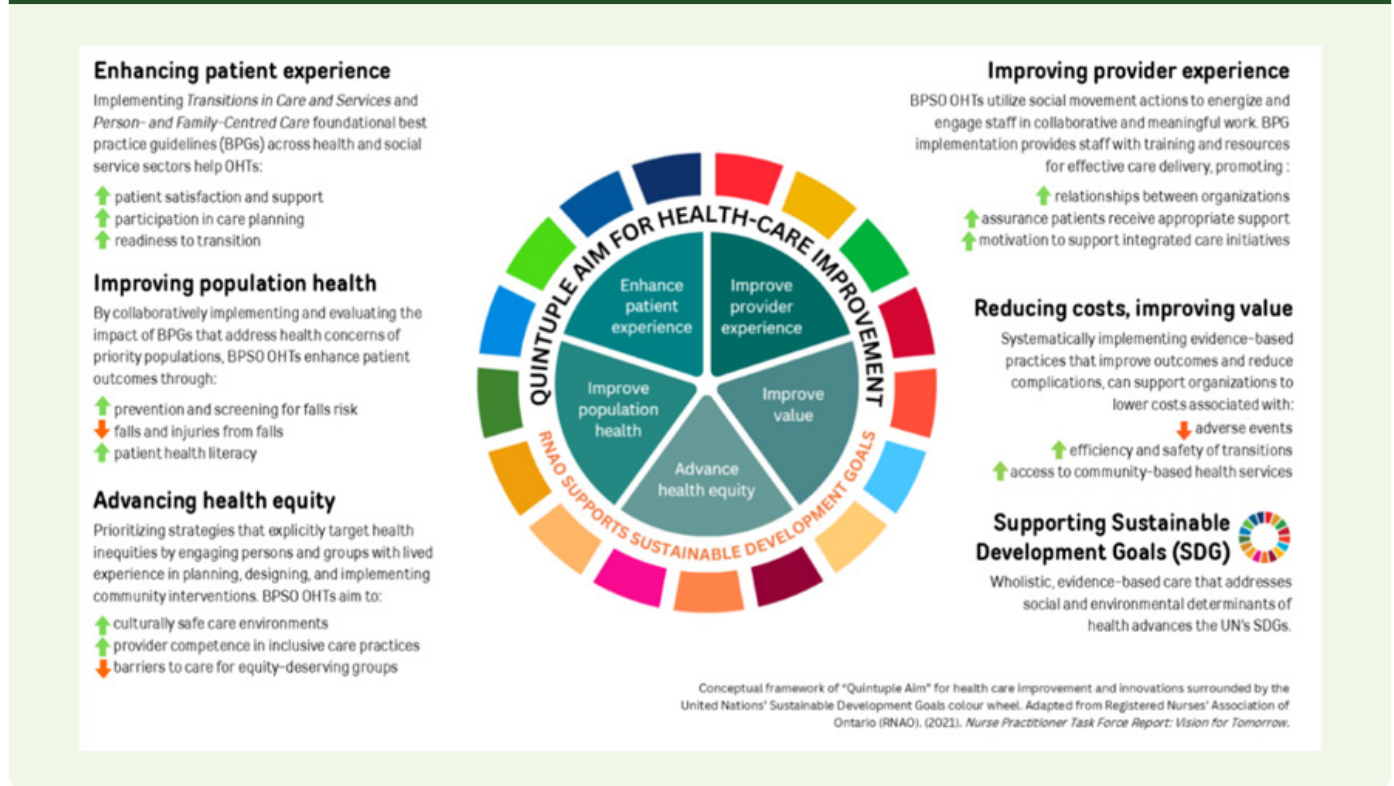 Enhancing patient experience
Implementing Transitions in Care and Services and
Person- and Family-Centred Care foundational best
practice guidelines (BPGs) across health and social
service sectors help OHTs:
patient satisfaction and support
participation in care planning
readiness to transition
Improving population health
By collaboratively implementing and evaluating the
impact of BPGs that address health concerns of
priority populations, BPSO OHTs enhance patient
outcomes through:
prevention and screening for falls risk
falls and injuries from falls
patient health literacy
Advancing health equity
Prioritizing strategies that explicitly target health
inequities by engaging persons and groups with lived
experience in planning, designing, and implementing
community interventions. BPSO OHTs aim to:
culturally safe care environments
provider competence in inclusive care practices
barriers to care for equity-deserving groups
QUINTUPLE AIM FOR HEALTH-CARE IMPROVEMENT
Enhance
patient
experience
Improve
provider
experience
Improve
population
health
Improve
value
Advance
health equity
RNAO SUPPORTS SUSTAINABLE DEVELOPMENT GOALS
Improving provider experience
BPSO OHTs utilize social movement actions to energize and
engage staff in collaborative and meaningful work. BPG
implementation provides staff with training and resources
for effective care delivery, promoting :
relationships between organizations
assurance patients receive appropriate support
motivation to support integrated care initiatives
Reducing costs, improving value
Systematically implementing evidence-based
practices that improve outcomes and reduce
complications, can support organizations to
lower costs associated with:
adverse events
efficiency and safety of transitions
access to community-based health services
Supporting Sustainable
Development Goals (SDG)
Wholistic, evidence-based care that addresses
social and environmental determinants of
health advances the UN's SDGs.
Conceptual framework of "Quintuple Aim" for health care improvement and innovations surrounded by the
United Nations' Sustainable Development Goals colour wheel. Adapted from Registered Nurses' Association of
Ontario (RNAO). (2021). Nurse Practitioner Task Force Report: Vision for Tomorrow.